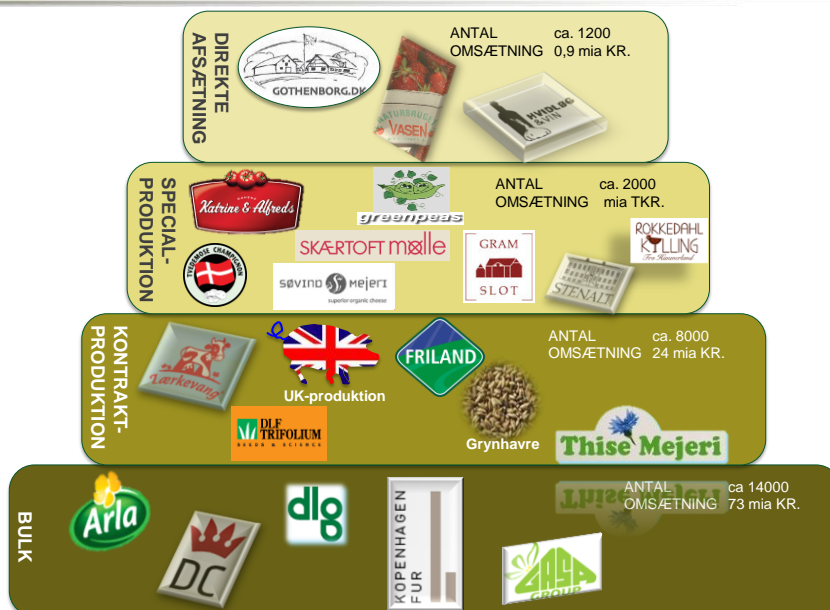 DIREKTE
AFSÆTNING
GOTHENBORG.DK
NATURBRUGET
VASEN
HVIDLØG
&VIN
ANTAL ca. 1200
OMSÆTNING 0,9 mia KR.
SPECIAL-
PRODUKTION
Katrine & Alfreds
greenpeas
ANTAL ca. 2000
OMSÆTNING mia TKR.
TVEDEMOSE CHAMPIGNON
SKÆRTOFT mølle
SØVIND Mejeri
superior organic cheese
GRAM
SLOT
STENALT
ROKKEDAHL
KYLLING
Fra Himmerland
KONTRAKT-
PRODUKTION
Lærkevang
UK-produktion
FRILAND
ANTAL ca. 8000
OMSÆTNING 24 mia KR.
DLF
TRIFOLIUM
SEEDS & SCIENCE
Grynhavre
Thise Mejeri
BULK
Arla
DC
dlg
KOPENHAGEN
FUR
GASA
GROUP
ANTAL ca 14000
OMSÆTNING 73 mia KR.